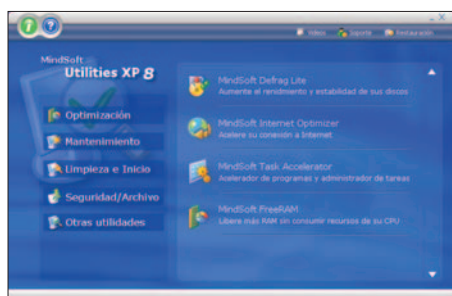 Videos Soporte Restauración
MindSoft
Utilities XP 8
Optimización
Mantenimiento
Limpieza e Inicio
Seguridad/Archivo
Otras utilidades
MindSoft Defrag Lite
Aumente el rendimiento y estabilidad de sus discos
MindSoft Internet Optimizer
Acelere su conexión a Internet
MindSoft Task Accelerator
Acelerador de programas y administrador de tareas
MindSoft FreeRAM
Libere más RAM sin consumir recursos de su CPU